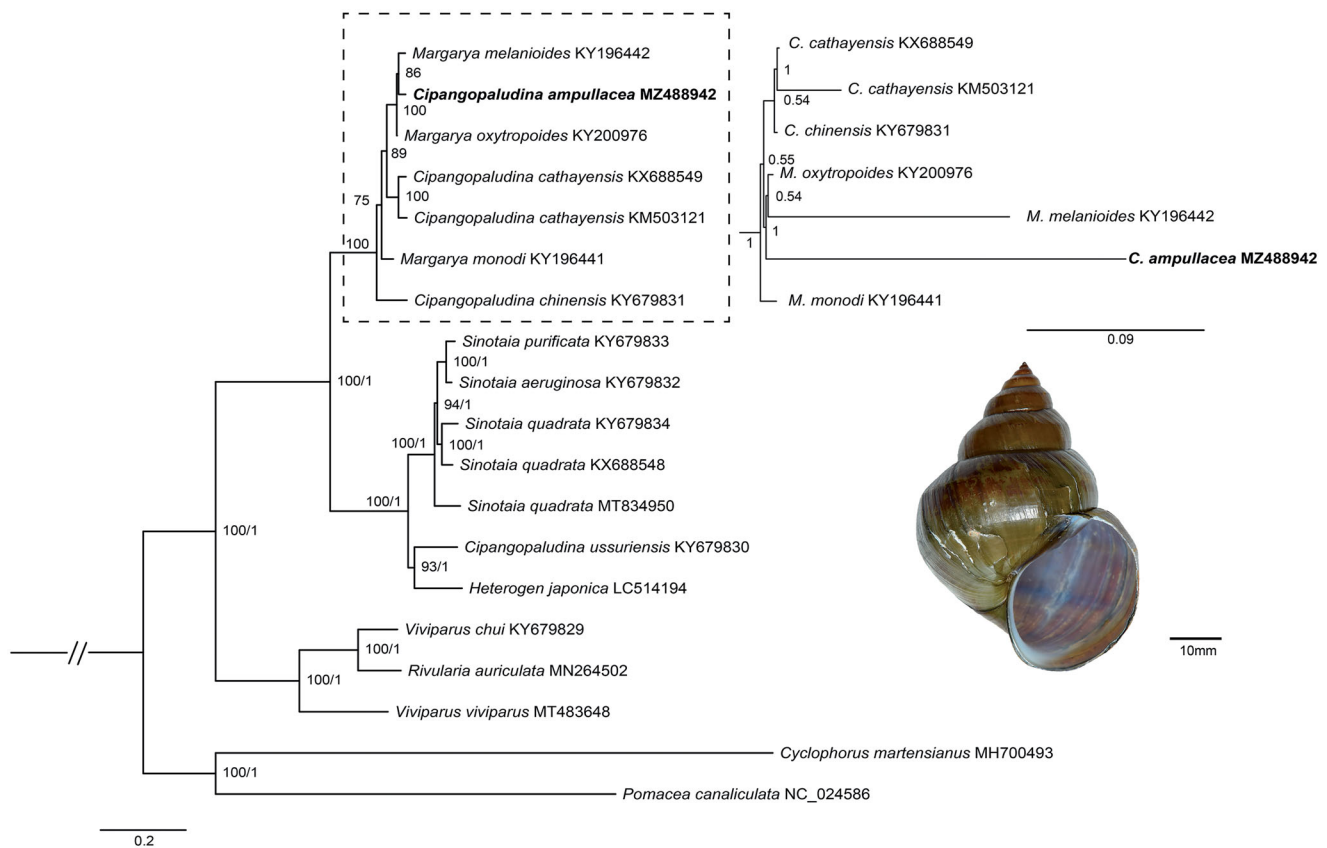 Margarya melanioides KY196442
86
Cipangopaludina ampullacea MZ488942
100
Margarya oxytropoides KY200976
89
Cipangopaludina cathayensis KX688549
75
100
Cipangopaludina cathayensis KM503121
100
Margarya monodi KY196441
Cipangopaludina chinensis KY679831
C. cathayensis KX688549
1
C. cathayensis KM503121
0.54
C. chinensis KY679831
0.55
M. oxytropoides KY200976
0.54
M. melanioides KY196442
1
1
C. ampullacea MZ488942
M. monodi KY196441
0.09
Sinotaia purificata KY679833
100/1
Sinotaia aeruginosa KY679832
100/1
94/1
Sinotaia quadrata KY679834
100/1
100/1
Sinotaia quadrata KX688548
100/1
Sinotaia quadrata MT834950
100/1
Cipangopaludina ussuriensis KY679830
93/1
Heterogen japonica LC514194
Viviparus chui KY679829
100/1
Rivularia auriculata MN264502
100/1
Viviparus viviparus MT483648
10mm
Cyclophorus martensianus MH700493
100/1
Pomacea canaliculata NC_024586
0.2